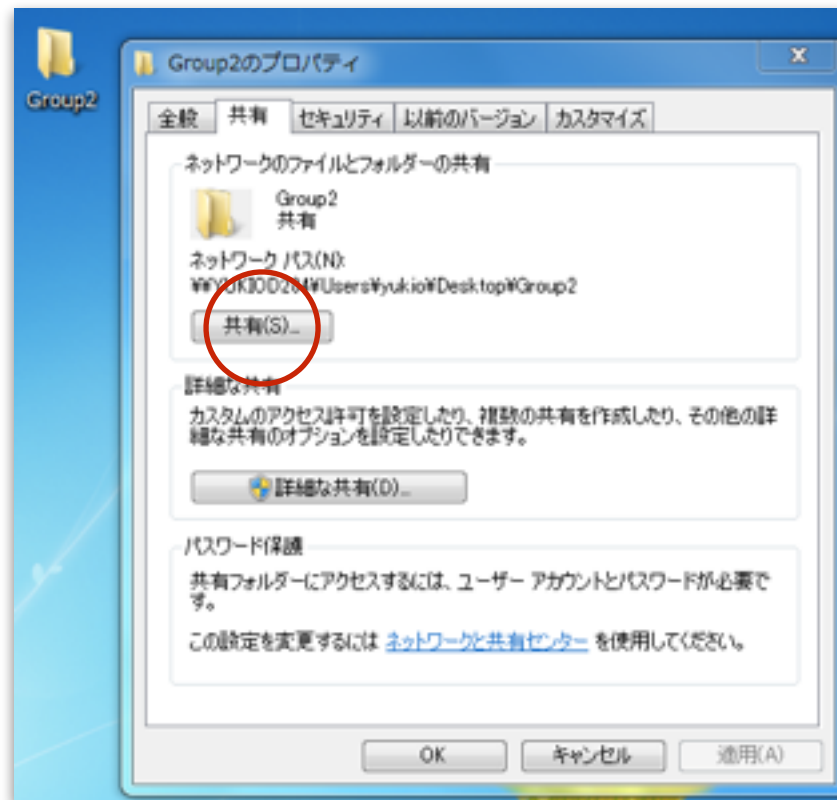 Group2
Group2のプロパティ
全般 共有 セキュリティ 以前のバージョン カスタマイズ
ネットワークのファイルとフォルダーの共有
Group2
共有
ネットワーク パス(N):
¥Users¥yukio¥Desktop¥Group2
共有(S)...
詳細な共有
カスタムのアクセス許可を設定したり、複数の共有を作成したり、その他の詳
細な共有のオプションを設定したりできます。
詳細な共有(D)...
パスワード保護
共有フォルダーにアクセスするには、ユーザー アカウントとパスワードが必要で
す。
この設定を変更するには ネットワークと共有センター を使用してください。
OK キャンセル 適用(A)